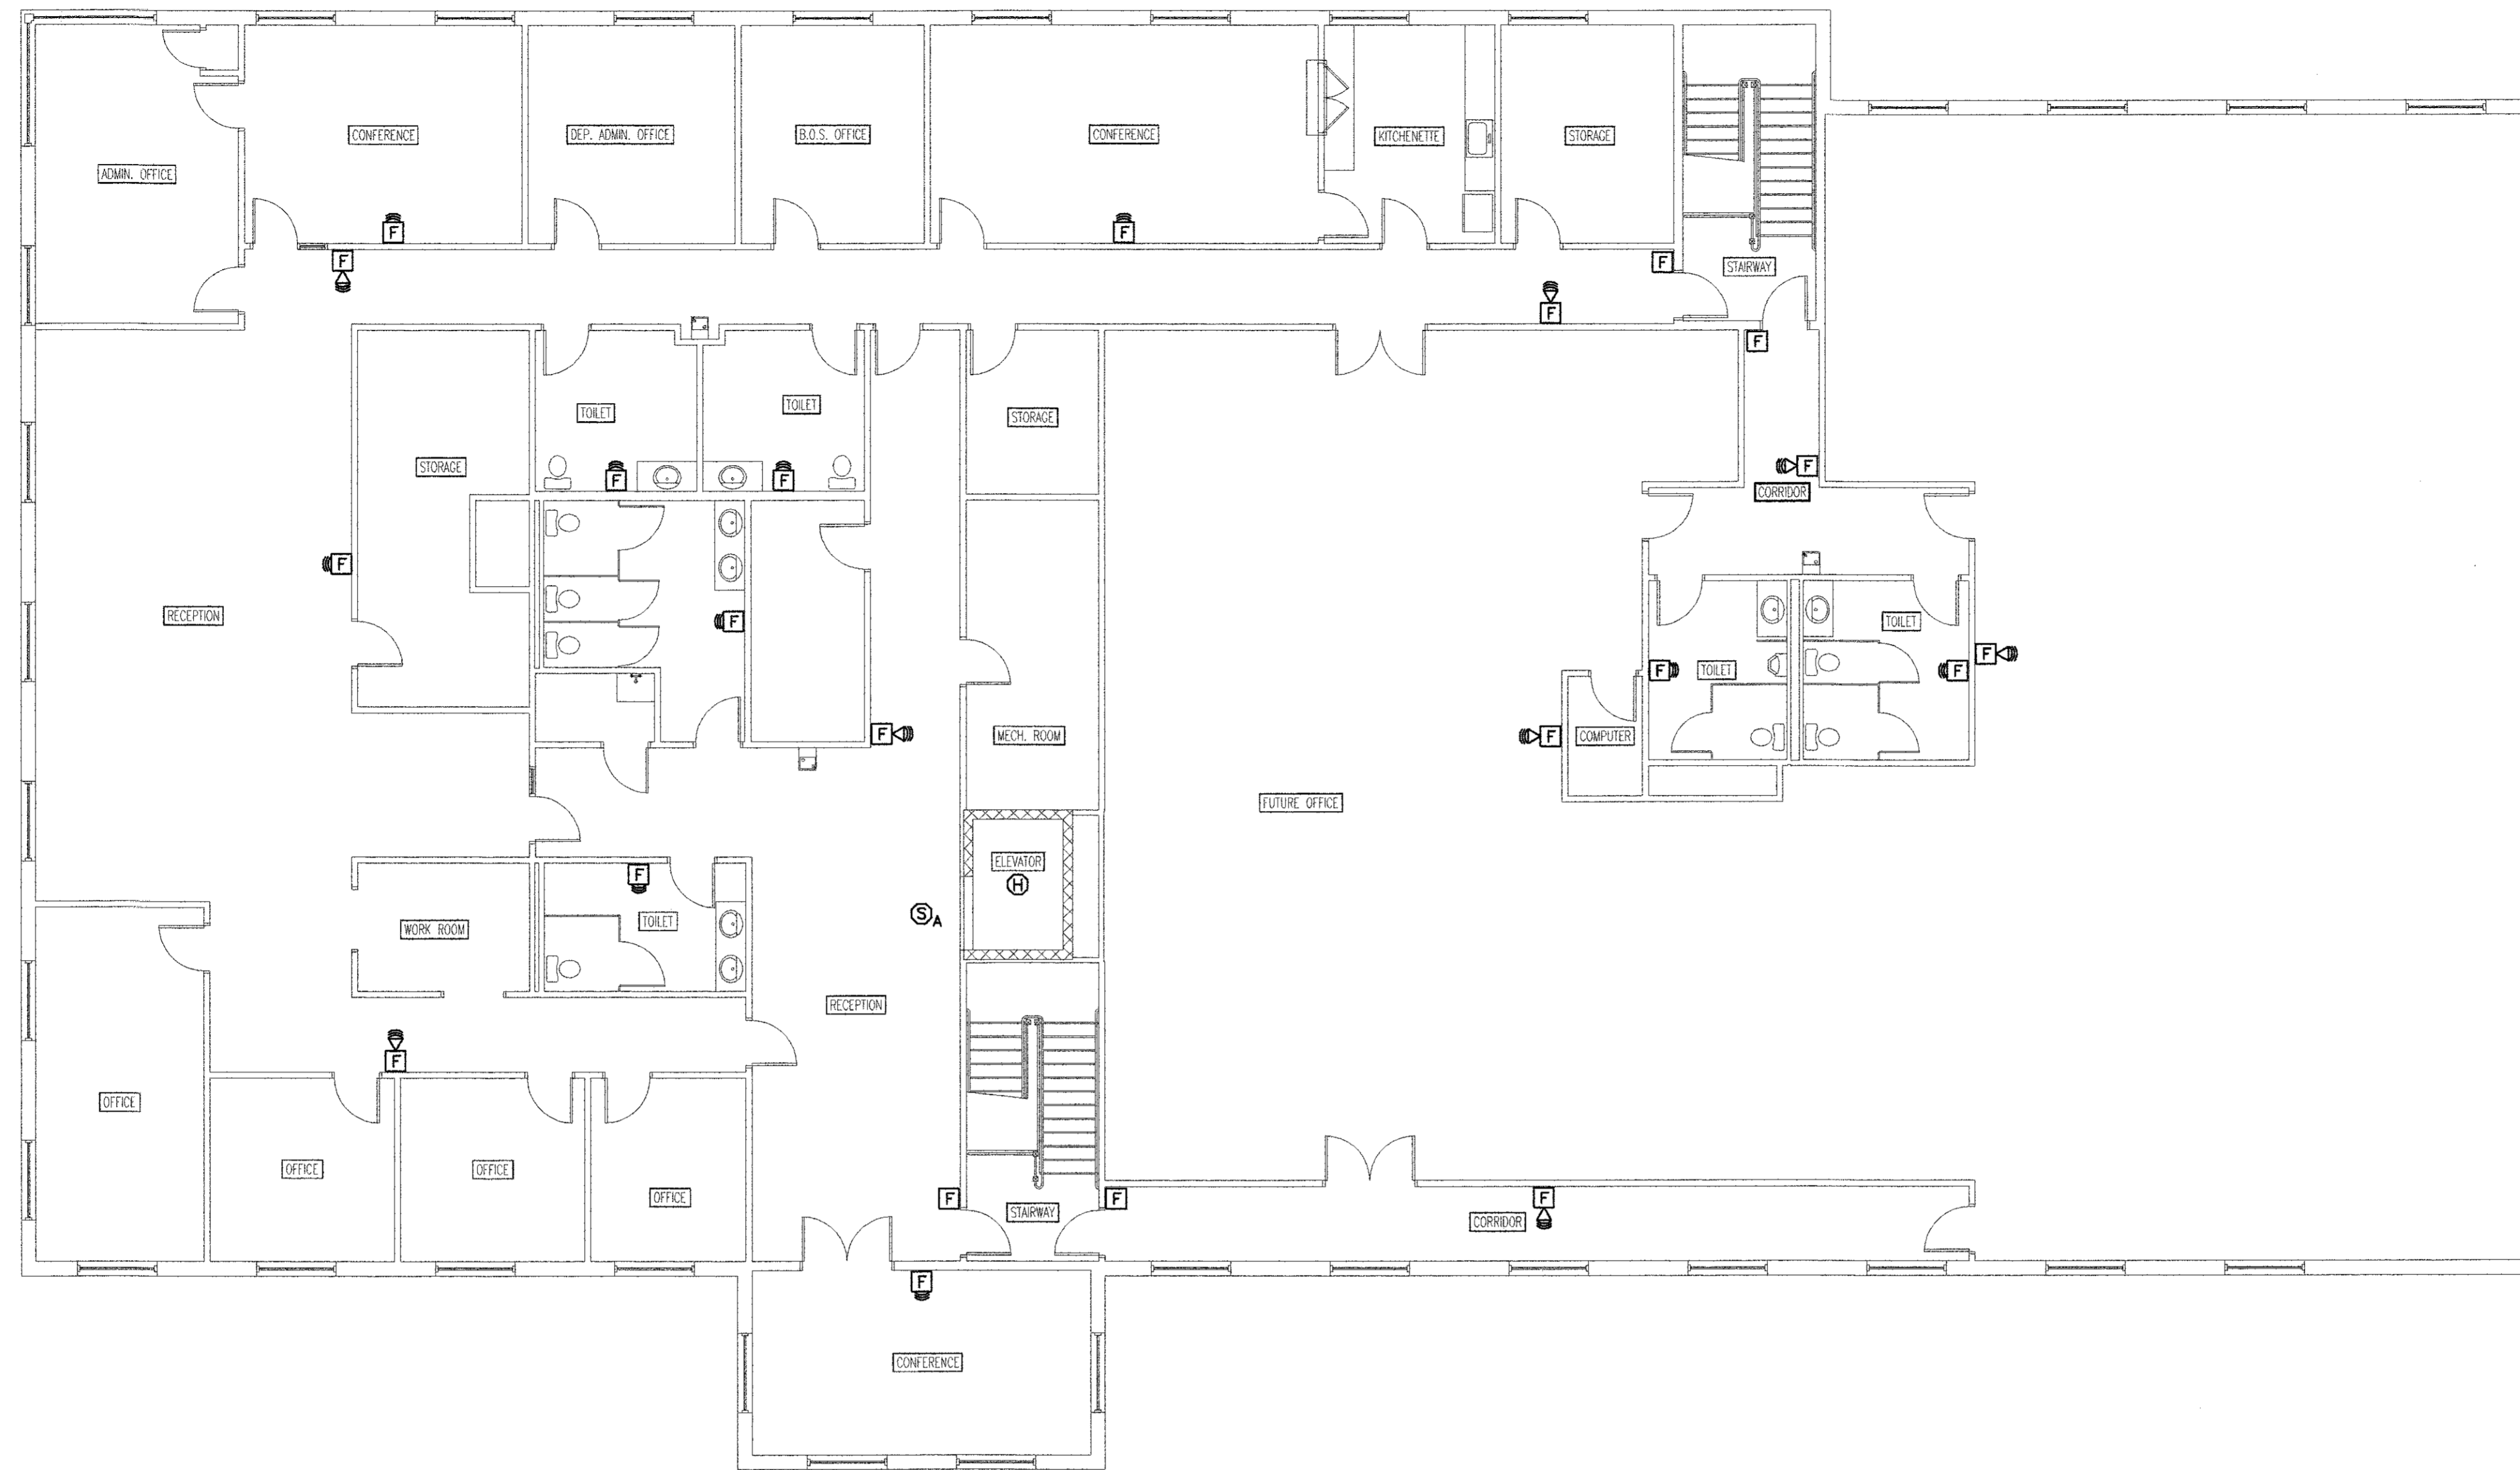 CONFERENCE
DEP. ADMIN. OFFICE
B.O.S. OFFICE
CONFERENCE
KITCHENETTE
STORAGE
ADMIN. OFFICE
F
F
F
F
STAIRWAY
F
F
F
TOILET
TOILET
STORAGE
STORAGE
F
F
F
CORRIDOR
F
RECEPTION
F
TOILET
F
F
TOILET
F
F
MECH. ROOM
F
COMPUTER
FUTURE OFFICE
ELEVATOR
H
F
S A
TOILET
WORK ROOM
RECEPTION
F
OFFICE
OFFICE
OFFICE
OFFICE
F
STAIRWAY
F
F
CORRIDOR
F
CONFERENCE